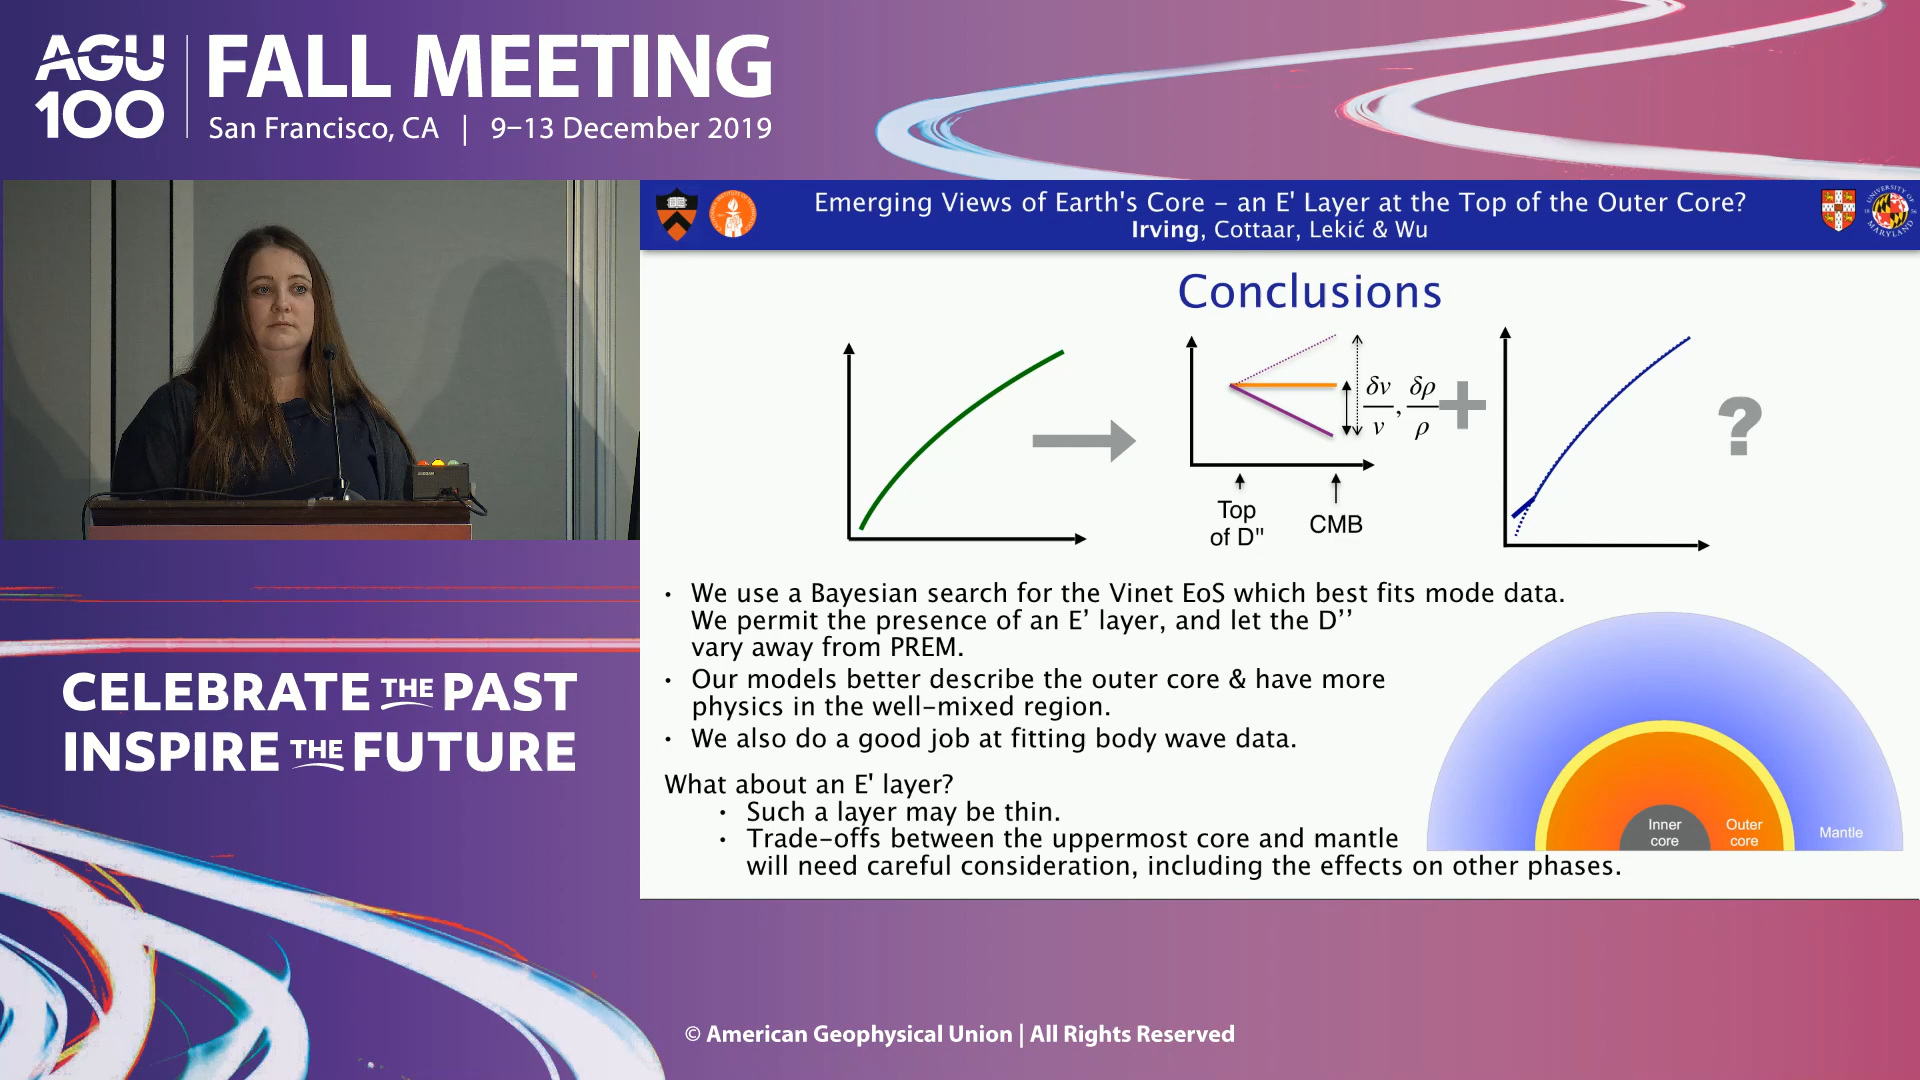 AGU
100
FALL MEETING
San Francisco, CA | 9–13 December 2019
Emerging Views of Earth's Core – an E' Layer at the Top of the Outer Core?
Irving, Cottaar, Lekić & Wu
Conclusions
δv/v, δρ/ρ
+
?
Top
of D"
CMB
• We use a Bayesian search for the Vinet EoS which best fits mode data.
We permit the presence of an E’ layer, and let the D’’
vary away from PREM.
• Our models better describe the outer core & have more
physics in the well–mixed region.
• We also do a good job at fitting body wave data.
What about an E' layer?
• Such a layer may be thin.
• Trade–offs between the uppermost core and mantle
will need careful consideration, including the effects on other phases.
Inner
core
Outer
core
Mantle
CELEBRATE THE PAST
INSPIRE THE FUTURE
© American Geophysical Union | All Rights Reserved